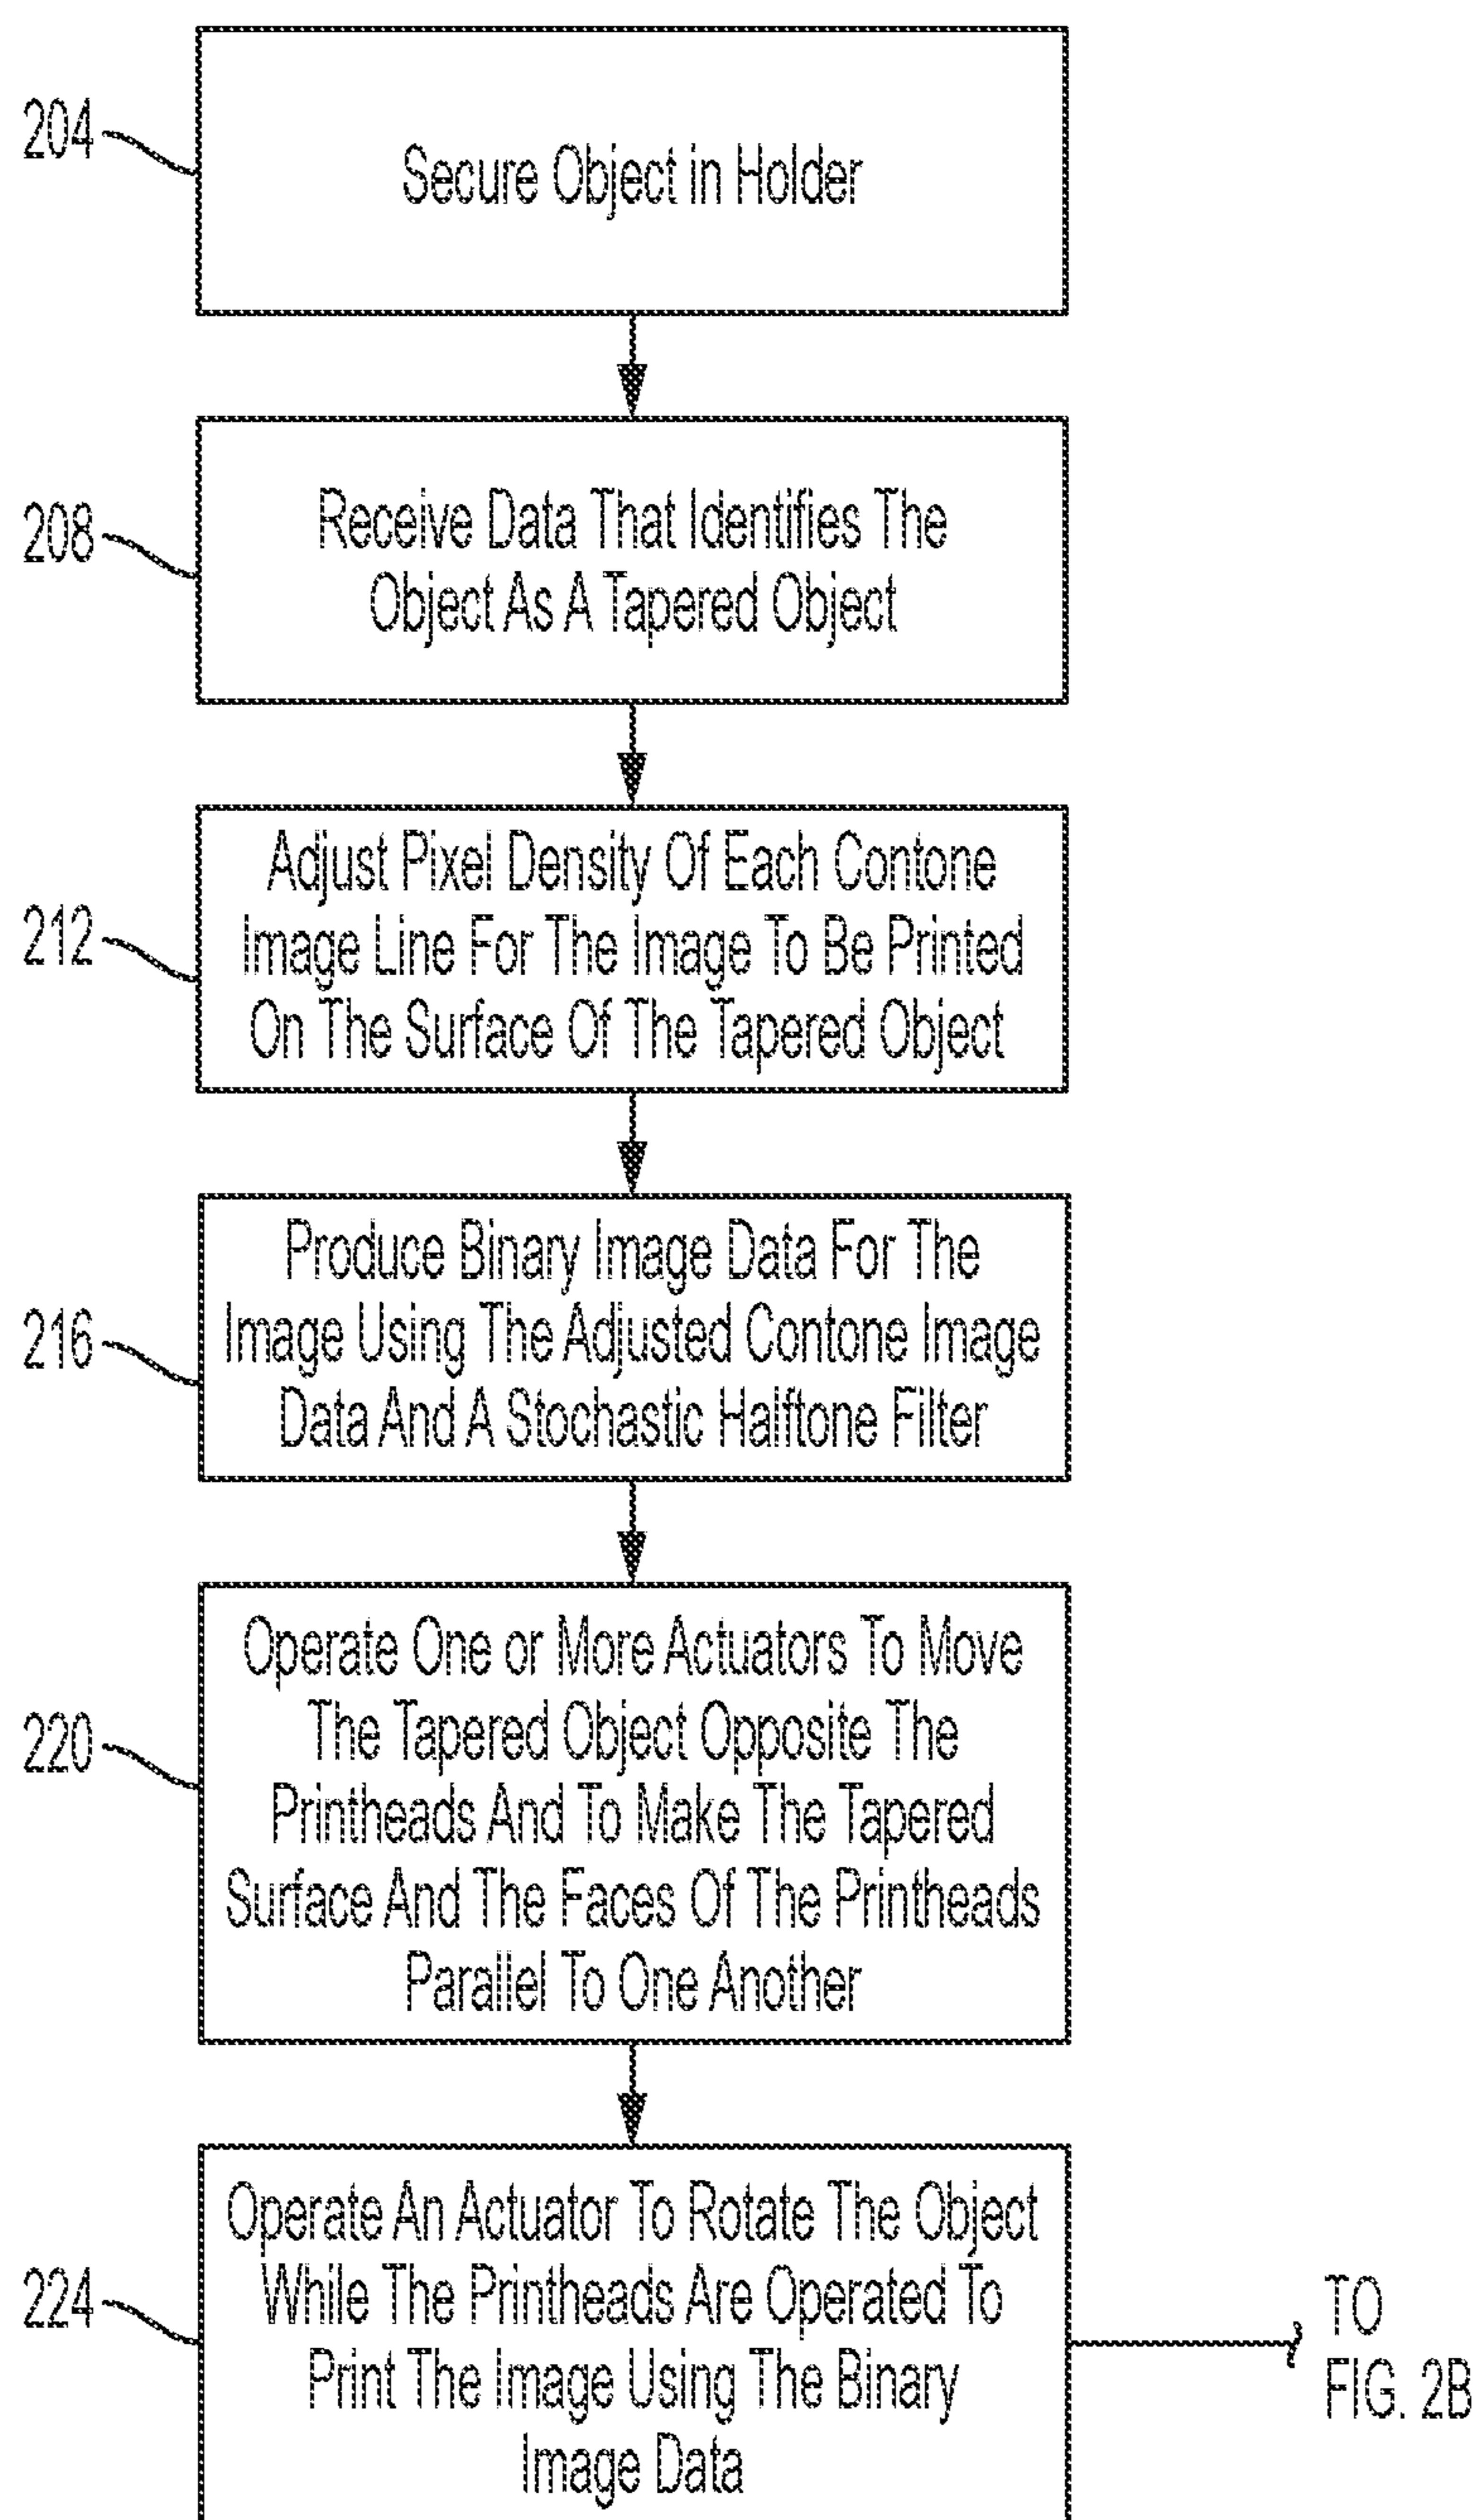 204
Secure Object in Holder
208
Receive Data That Identifies The
Object As A Tapered Object
212
Adjust Pixel Density Of Each Contone
Image Line For The Image To Be Printed
On The Surface Of The Tapered Object
216
Produce Binary Image Data For The
Image Using The Adjusted Contone Image
Data And A Stochastic Halftone Filter
220
Operate One or More Actuators To Move
The Tapered Object Opposite The
Printheads And To Make The Tapered
Surface And The Faces Of The Printheads
Parallel To One Another
224
Operate An Actuator To Rotate The Object
While The Printheads Are Operated To
Print The Image Using The Binary
Image Data
TO
FIG. 2B